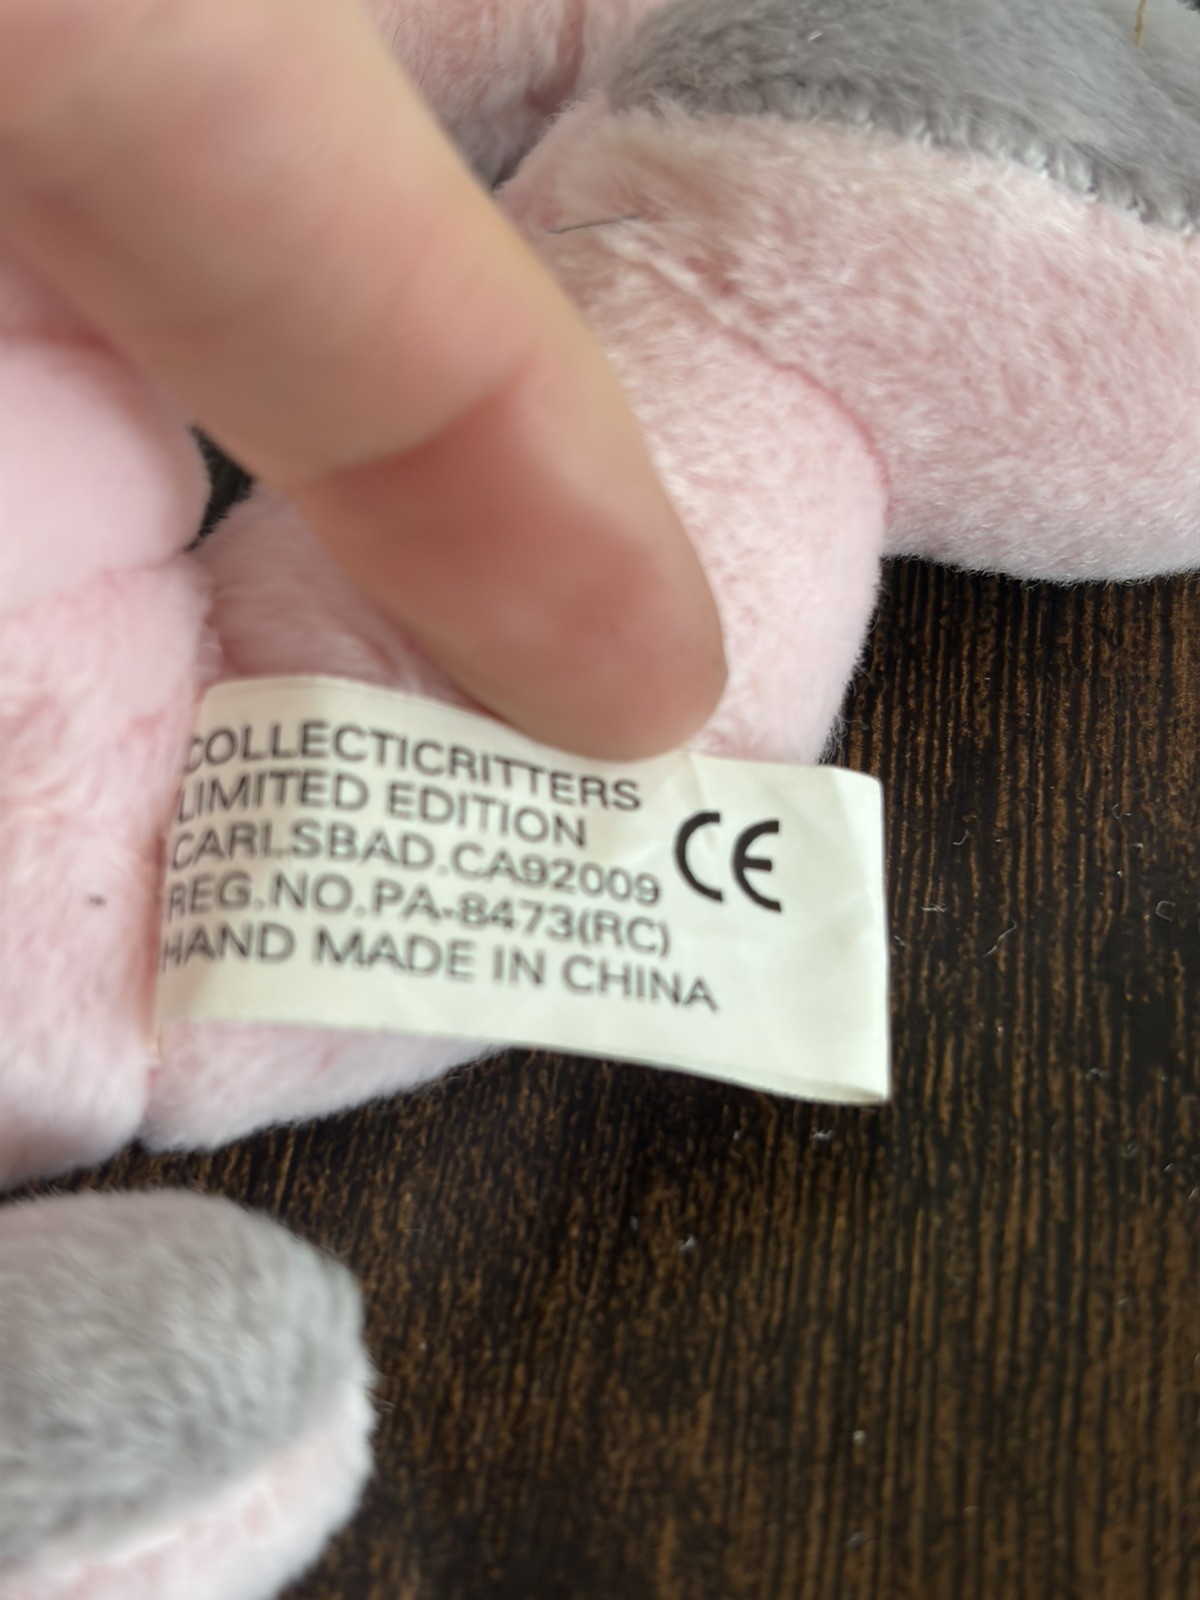 COLLECTICRITTERS
LIMITED EDITION
CARLSBAD.CA92009
REG.NO.PA-8473(RC)
HAND MADE IN CHINA
CE